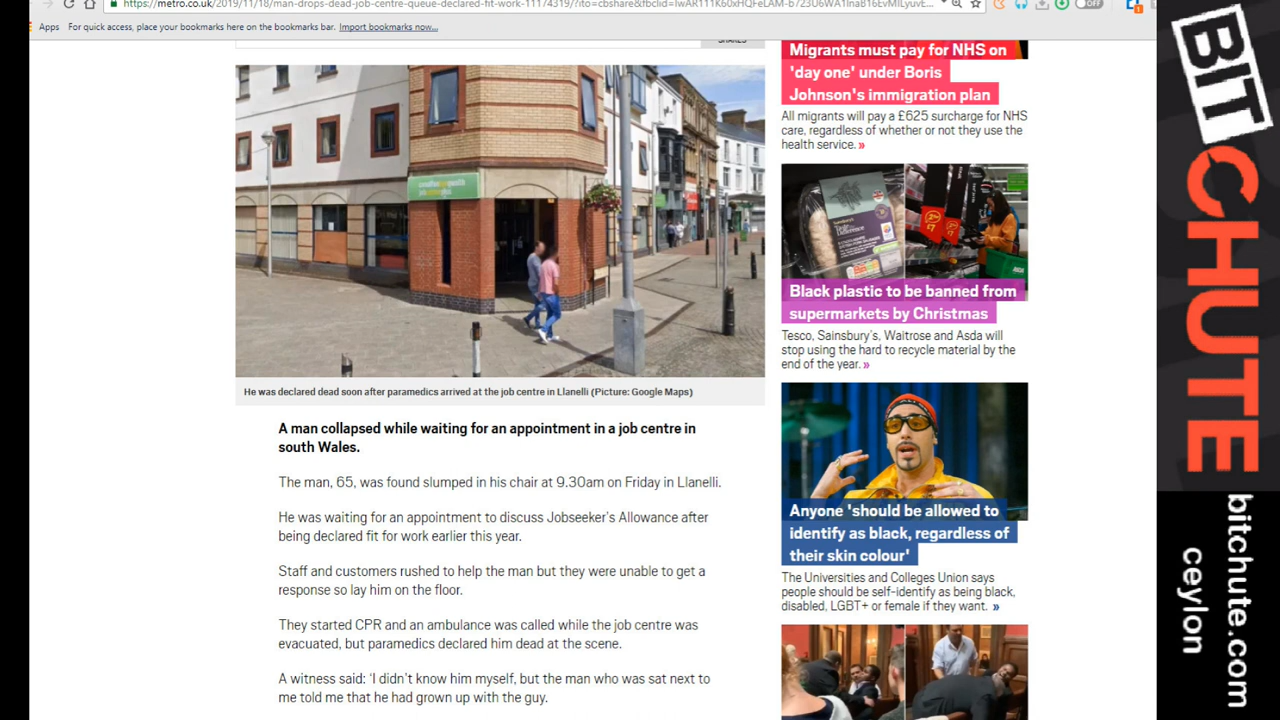 https://metro.co.uk/2019/11/18/man-drops-dead-job-centre-queue-declared-fit-work-11174319/?ito=cbshare&fbclid=
Apps For quick access, place your bookmarks here on the bookmarks bar. Import bookmarks now...
SHARES
He was declared dead soon after paramedics arrived at the job centre in Llanelli (Picture: Google Maps)
A man collapsed while waiting for an appointment in a job centre in
south Wales.
The man, 65, was found slumped in his chair at 9.30am on Friday in Llanelli.
He was waiting for an appointment to discuss Jobseeker's Allowance after
being declared fit for work earlier this year.
Staff and customers rushed to help the man but they were unable to get a
response so lay him on the floor.
They started CPR and an ambulance was called while the job centre was
evacuated, but paramedics declared him dead at the scene.
A witness said: 'I didn't know him myself, but the man who was sat next to
me told me that he had grown up with the guy.
Migrants must pay for NHS on
'day one' under Boris
Johnson's immigration plan
All migrants will pay a £625 surcharge for NHS
care, regardless of whether or not they use the
health service. »
Black plastic to be banned from
supermarkets by Christmas
Tesco, Sainsbury's, Waitrose and Asda will
stop using the hard to recycle material by the
end of the year. »
Anyone 'should be allowed to
identify as black, regardless of
their skin colour'
The Universities and Colleges Union says
people should be self-identify as being black,
disabled, LGBT+ or female if they want. »
BITCHUTE
bitchute.com
ceylon